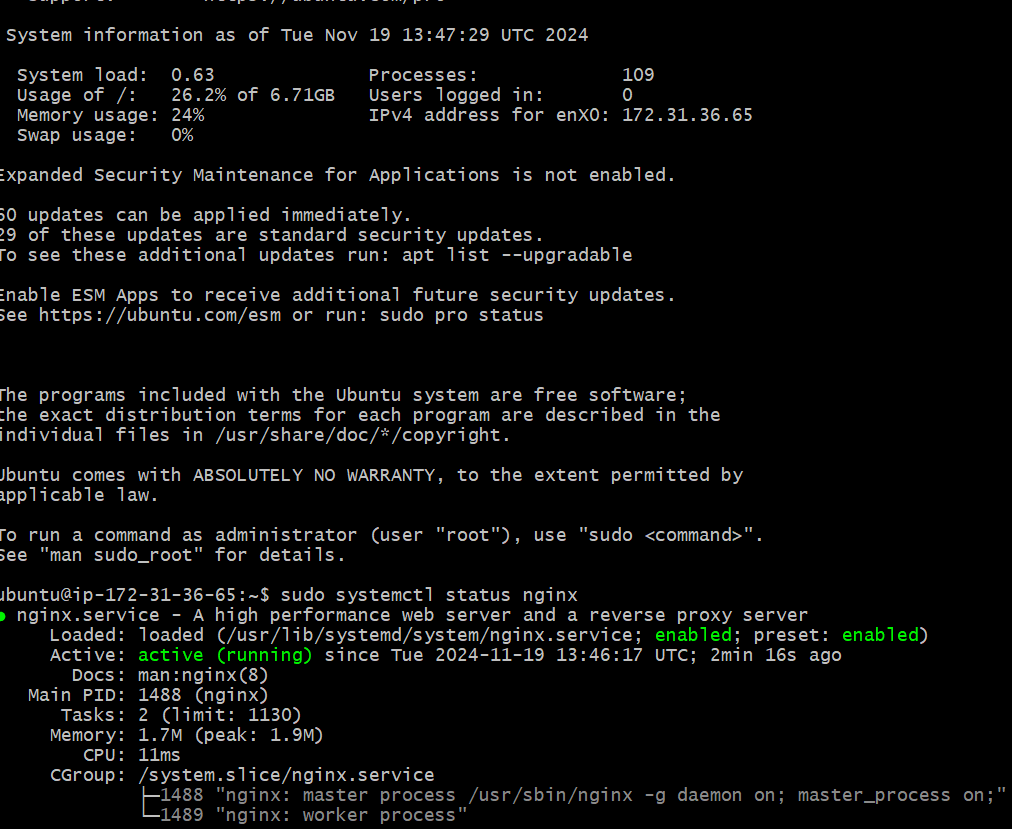 System information as of Tue Nov 19 13:47:29 UTC 2024
System load: 0.63 Processes: 109
Usage of /: 26.2% of 6.71GB Users logged in: 0
Memory usage: 24% IPv4 address for enX0: 172.31.36.65
Swap usage: 0%
Expanded Security Maintenance for Applications is not enabled.
60 updates can be applied immediately.
29 of these updates are standard security updates.
To see these additional updates run: apt list --upgradable
Enable ESM Apps to receive additional future security updates.
See https://ubuntu.com/esm or run: sudo pro status
The programs included with the Ubuntu system are free software;
the exact distribution terms for each program are described in the
individual files in /usr/share/doc/*/copyright.
Ubuntu comes with ABSOLUTELY NO WARRANTY, to the extent permitted by
applicable law.
To run a command as administrator (user "root"), use "sudo <command>".
See "man sudo_root" for details.
ubuntu@ip-172-31-36-65:~$ sudo systemctl status nginx
● nginx.service - A high performance web server and a reverse proxy server
Loaded: loaded (/usr/lib/systemd/system/nginx.service; enabled; preset: enabled)
Active: active (running) since Tue 2024-11-19 13:46:17 UTC; 2min 16s ago
Docs: man:nginx(8)
Main PID: 1488 (nginx)
Tasks: 2 (limit: 1130)
Memory: 1.7M (peak: 1.9M)
CPU: 11ms
CGroup: /system.slice/nginx.service
├─1488 "nginx: master process /usr/sbin/nginx -g daemon on; master_process on;"
└─1489 "nginx: worker process"